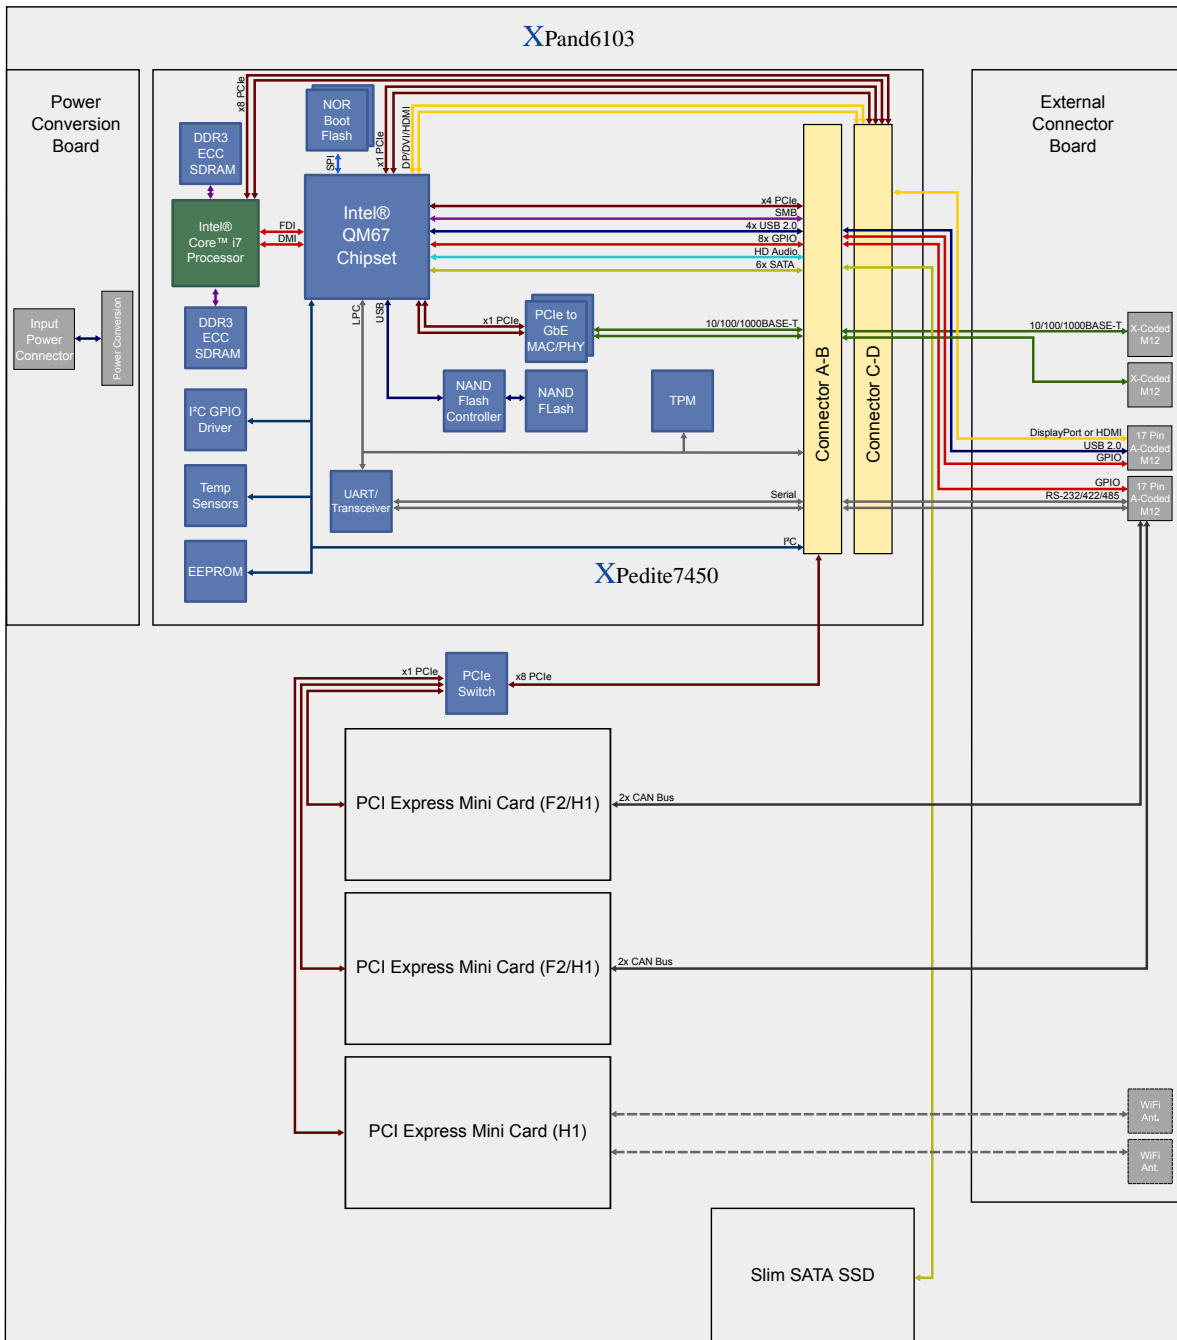 XPand6103
Power
Conversion
Board
External
Connector
Board
x8 PCIe
NOR
Boot
Flash
x1 PCIe
DP/DVI/HDMI
DDR3
ECC
SDRAM
SPI
Intel®
Core™ i7
Processor
FDI
DMI
Intel®
QM67
Chipset
x4 PCIe
SMB
4x USB 2.0
8x GPIO
HD Audio
6x SATA
DDR3
ECC
SDRAM
LPC
USB
x1 PCIe
PCIe to
GbE
MAC/PHY
10/100/1000BASE-T
Connector A-B
Connector C-D
Input
Power
Connector
Power Conversion
10/100/1000BASE-T
X-Coded
M12
X-Coded
M12
I²C GPIO
Driver
NAND
Flash
Controller
NAND
FLash
TPM
DisplayPort or HDMI
USB 2.0
GPIO
17 Pin
A-Coded
M12
Temp
Sensors
UART/
Transceiver
Serial
GPIO
RS-232/422/485
17 Pin
A-Coded
M12
I²C
EEPROM
XPedite7450
x1 PCIe
PCIe
Switch
x8 PCIe
PCI Express Mini Card (F2/H1)
2x CAN Bus
PCI Express Mini Card (F2/H1)
2x CAN Bus
PCI Express Mini Card (H1)
WiFi
Ant.
WiFi
Ant.
Slim SATA SSD